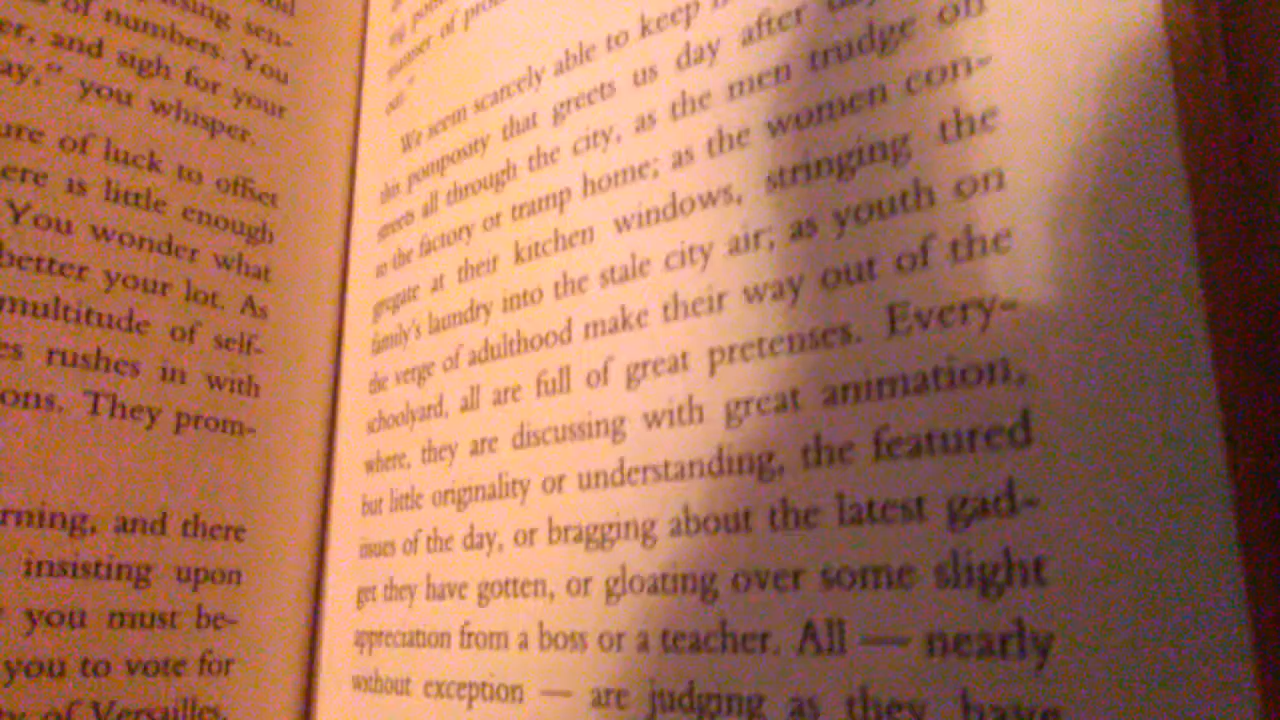 sing sen-
of numbers. You
er, and sigh for your
ay," you whisper.
ure of luck to offset
ere is little enough
You wonder what
better your lot. As
multitude of self-
es rushes in with
ons. They prom-
rning, and there
insisting upon
you must be-
you to vote for
of Versailles.
of
We seem scarcely able to keep
this pomposity that greets us day after
streets all through the city, as the men trudge on
to the factory or tramp home; as the women con-
gregate at their kitchen windows, stringing the
family's laundry into the stale city air; as youth on
the verge of adulthood make their way out of the
schoolyard, all are full of great pretenses. Every-
where, they are discussing with great animation,
but little originality or understanding, the featured
issues of the day, or bragging about the latest gad-
get they have gotten, or gloating over some slight
appreciation from a boss or a teacher. All — nearly
without exception — are judging as they have